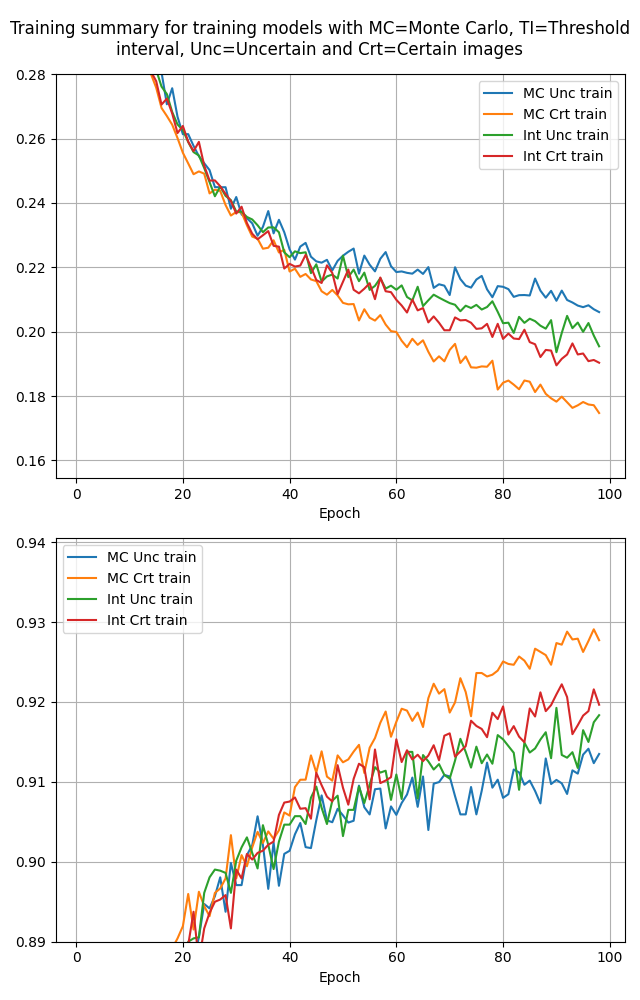 Training summary for training models with MC=Monte Carlo, TI=Threshold
interval, Unc=Uncertain and Crt=Certain images
0.28
0.26
0.24
0.22
0.20
0.18
0.16
MC Unc train
MC Crt train
Int Unc train
Int Crt train
0 20 40 60 80 100
Epoch
0.94
0.93
0.92
0.91
0.90
0.89
MC Unc train
MC Crt train
Int Unc train
Int Crt train
0 20 40 60 80 100
Epoch